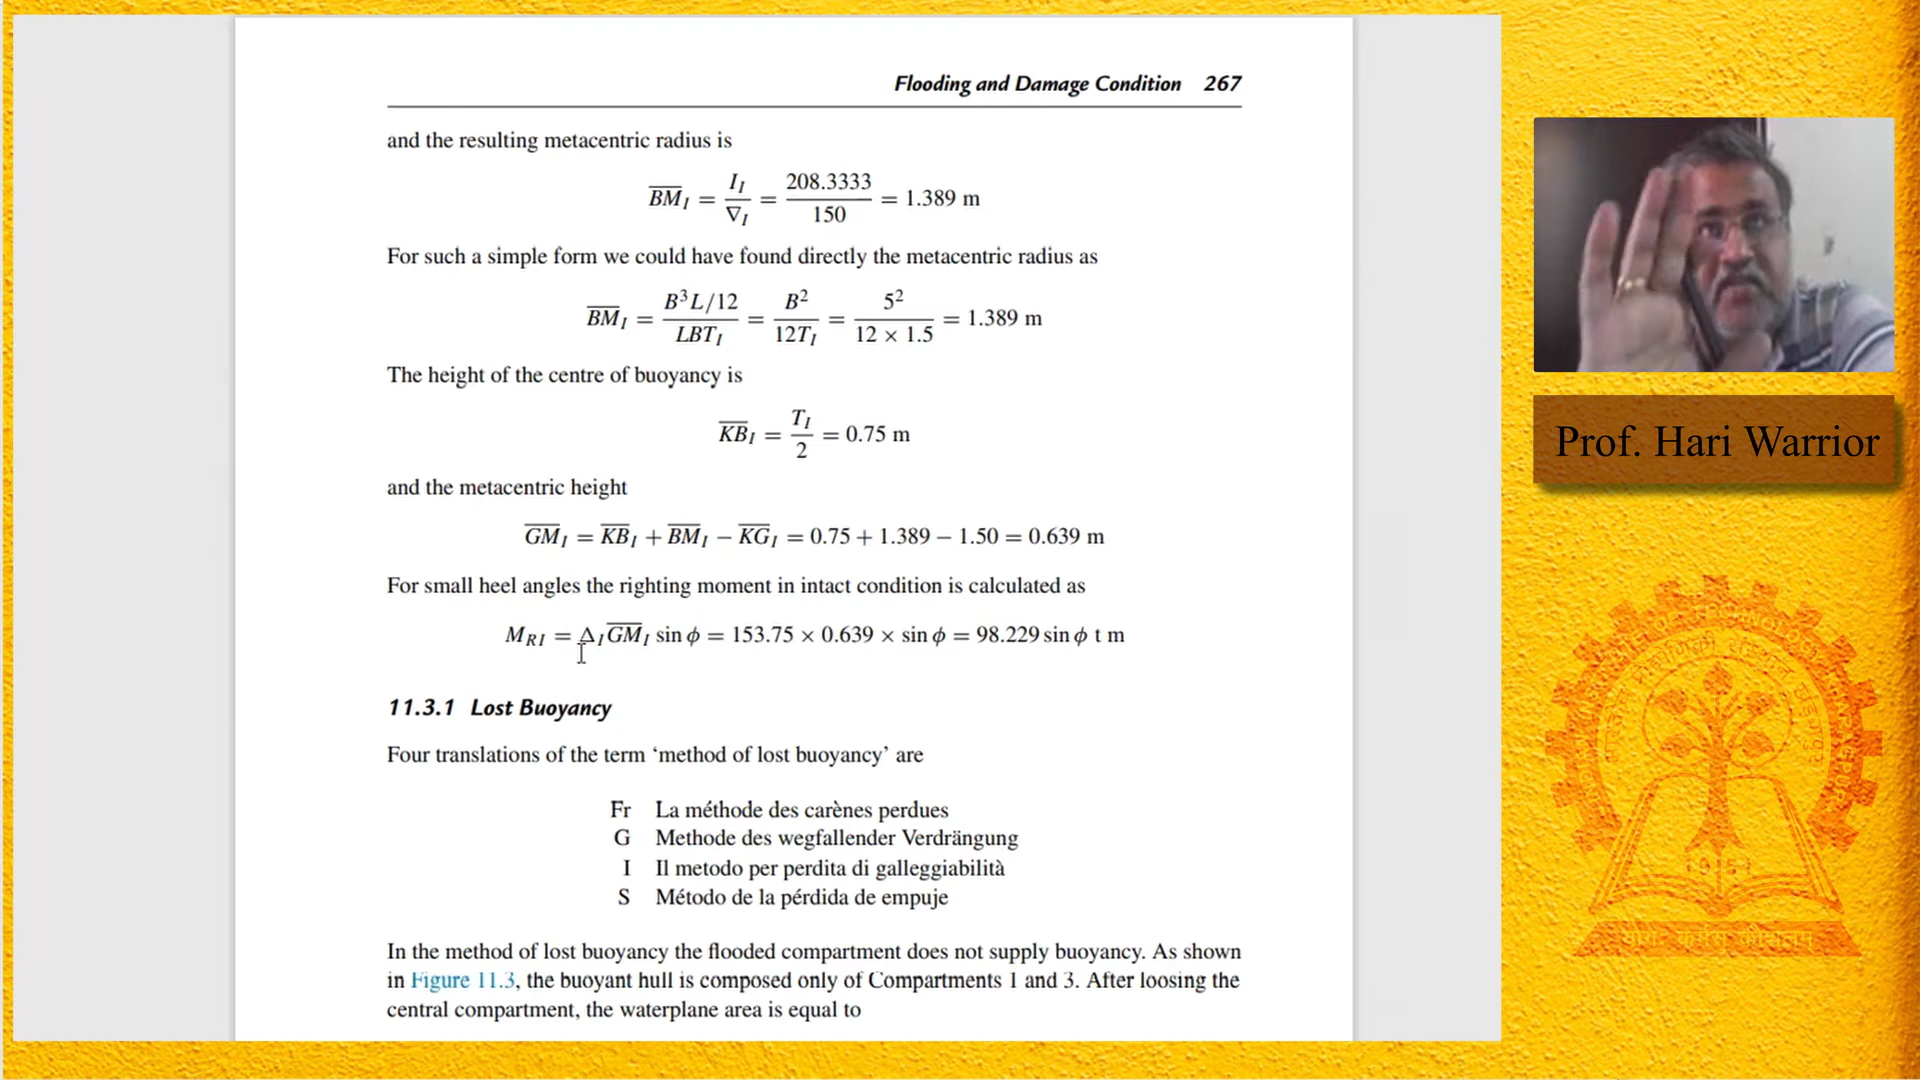 Flooding and Damage Condition 267
and the resulting metacentric radius is
BM_I = I_I / ∇_I = 208.3333 / 150 = 1.389 m
For such a simple form we could have found directly the metacentric radius as
BM_I = B³L/12 / LBT_I = B² / 12T_I = 5² / 12 × 1.5 = 1.389 m
The height of the centre of buoyancy is
KB_I = T_I / 2 = 0.75 m
and the metacentric height
GM_I = KB_I + BM_I − KG_I = 0.75 + 1.389 − 1.50 = 0.639 m
For small heel angles the righting moment in intact condition is calculated as
M_RI = Δ_I GM_I sin ϕ = 153.75 × 0.639 × sin ϕ = 98.229 sin ϕ t m
11.3.1 Lost Buoyancy
Four translations of the term ‘method of lost buoyancy’ are
Fr La méthode des carènes perdues
G Methode des wegfallender Verdrängung
I Il metodo per perdita di galleggiabilità
S Método de la pérdida de empuje
In the method of lost buoyancy the flooded compartment does not supply buoyancy. As shown
in Figure 11.3, the buoyant hull is composed only of Compartments 1 and 3. After loosing the
central compartment, the waterplane area is equal to
Prof. Hari Warrior
1951
योगः कर्मसु कौशलम्